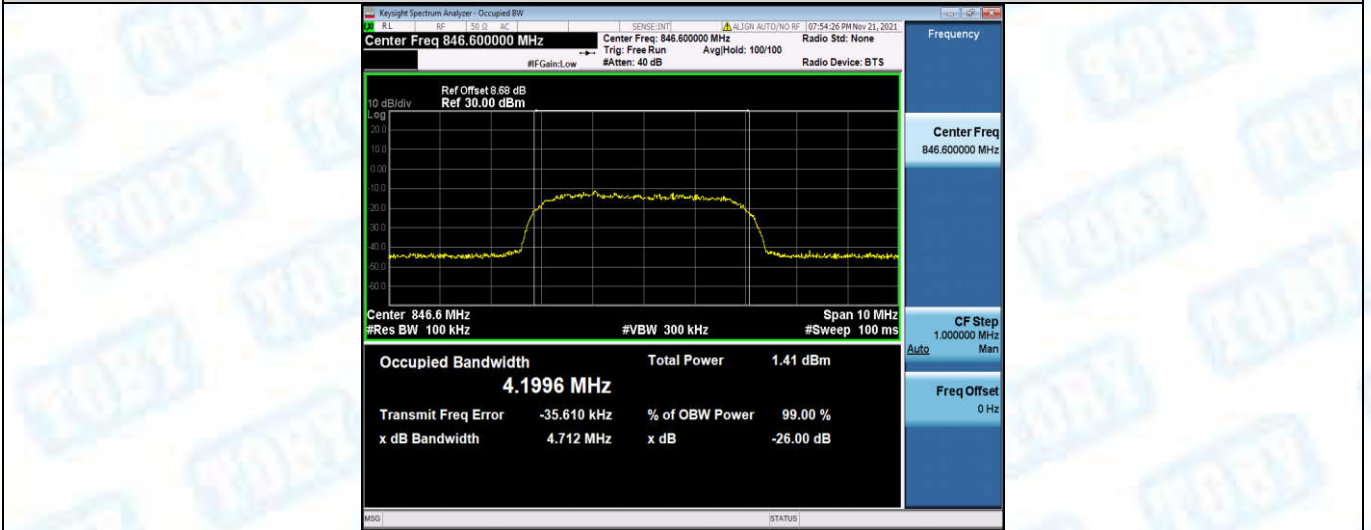 Keysight Spectrum Analyzer - Occupied BW
RL RF 50 Ω AC SENSE:INT ALIGN AUTO/NO RF 07:54:26 PM Nov 21, 2021
Center Freq 846.600000 MHz
Center Freq: 846.600000 MHz Radio Std: None
Trig: Free Run Avg|Hold: 100/100
#IFGain:Low #Atten: 40 dB Radio Device: BTS
Ref Offset 8.68 dB
10 dB/div Ref 30.00 dBm
Log
20.0
10.0
0.00
-10.0
-20.0
-30.0
-40.0
-50.0
-60.0
Center 846.6 MHz Span 10 MHz
#Res BW 100 kHz #VBW 300 kHz #Sweep 100 ms
Occupied Bandwidth Total Power 1.41 dBm
4.1996 MHz
Transmit Freq Error -35.610 kHz % of OBW Power 99.00 %
x dB Bandwidth 4.712 MHz x dB -26.00 dB
MSG STATUS
Frequency
Center Freq
846.600000 MHz
CF Step
1.000000 MHz
Auto Man
Freq Offset
0 Hz
TOBY